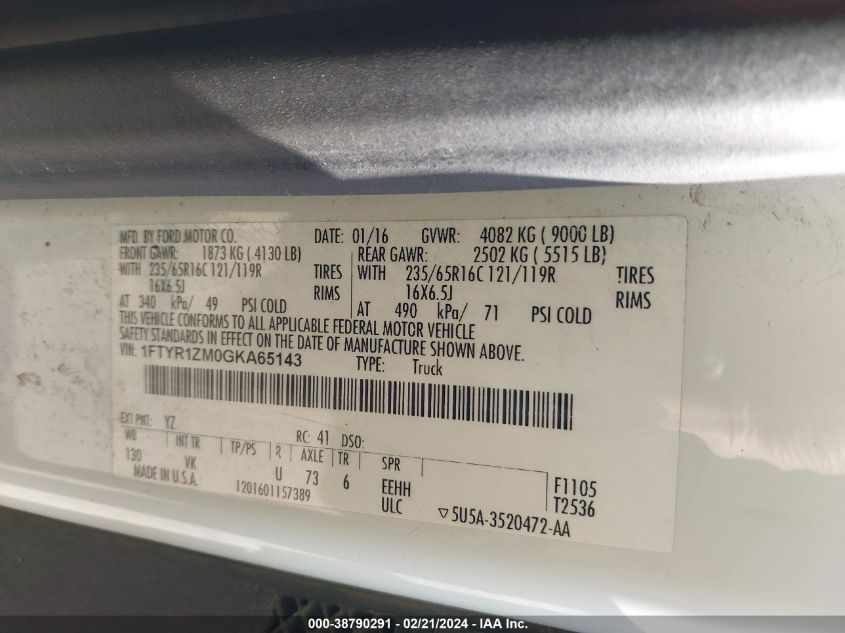 MFD. BY FORD MOTOR CO. DATE: 01/16 GVWR: 4082 KG ( 9000 LB)
FRONT GAWR: 1873 KG ( 4130 LB) REAR GAWR: 2502 KG ( 5515 LB)
WITH 235/65R16C 121/119R TIRES WITH 235/65R16C 121/119R TIRES
16X6.5J RIMS 16X6.5J RIMS
AT 340 kPa/ 49 PSI COLD AT 490 kPa/ 71 PSI COLD
THIS VEHICLE CONFORMS TO ALL APPLICABLE FEDERAL MOTOR VEHICLE
SAFETY STANDARDS IN EFFECT ON THE DATE OF MANUFACTURE SHOWN ABOVE.
VIN: 1FTYR1ZM0GKA65143 TYPE: Truck
EXT PNT: YZ RC: 41 DSO:
WB INT TR TP/PS R AXLE TR SPR
130 VK U 73 6 EEHH F1105
MADE IN U.S.A. 1201601157389 ULC T2536
▽5U5A-3520472-AA
000-38790291 - 02/21/2024 - IAA Inc.